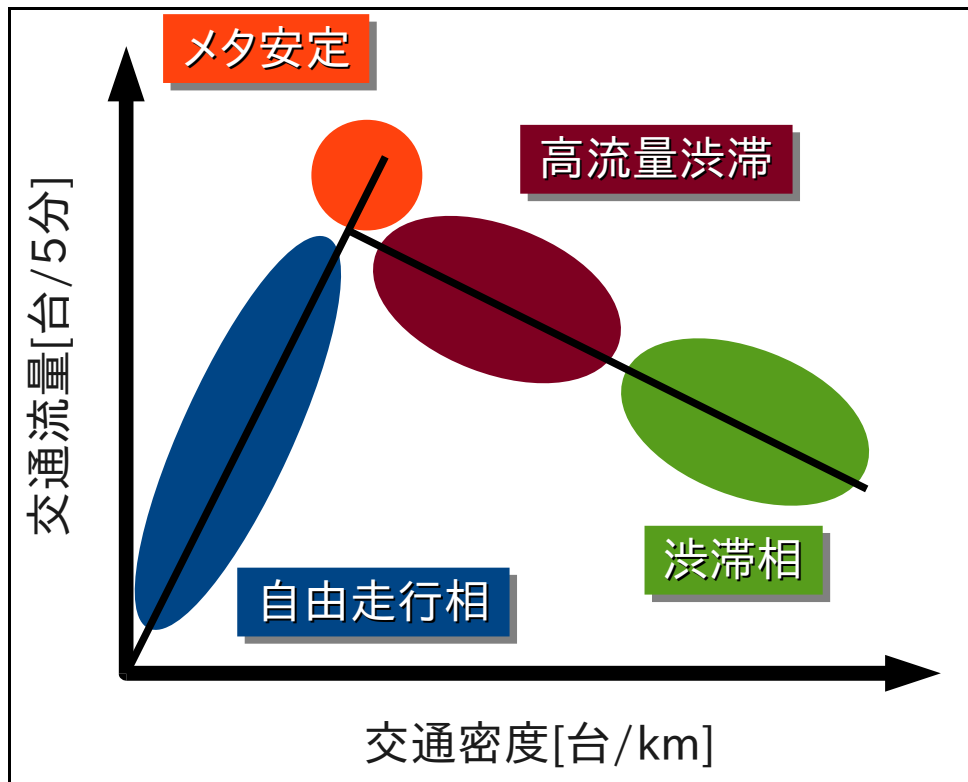 メタ安定
高流量渋滞
交通流量[台/5分]
渋滞相
自由走行相
交通密度[台/km]